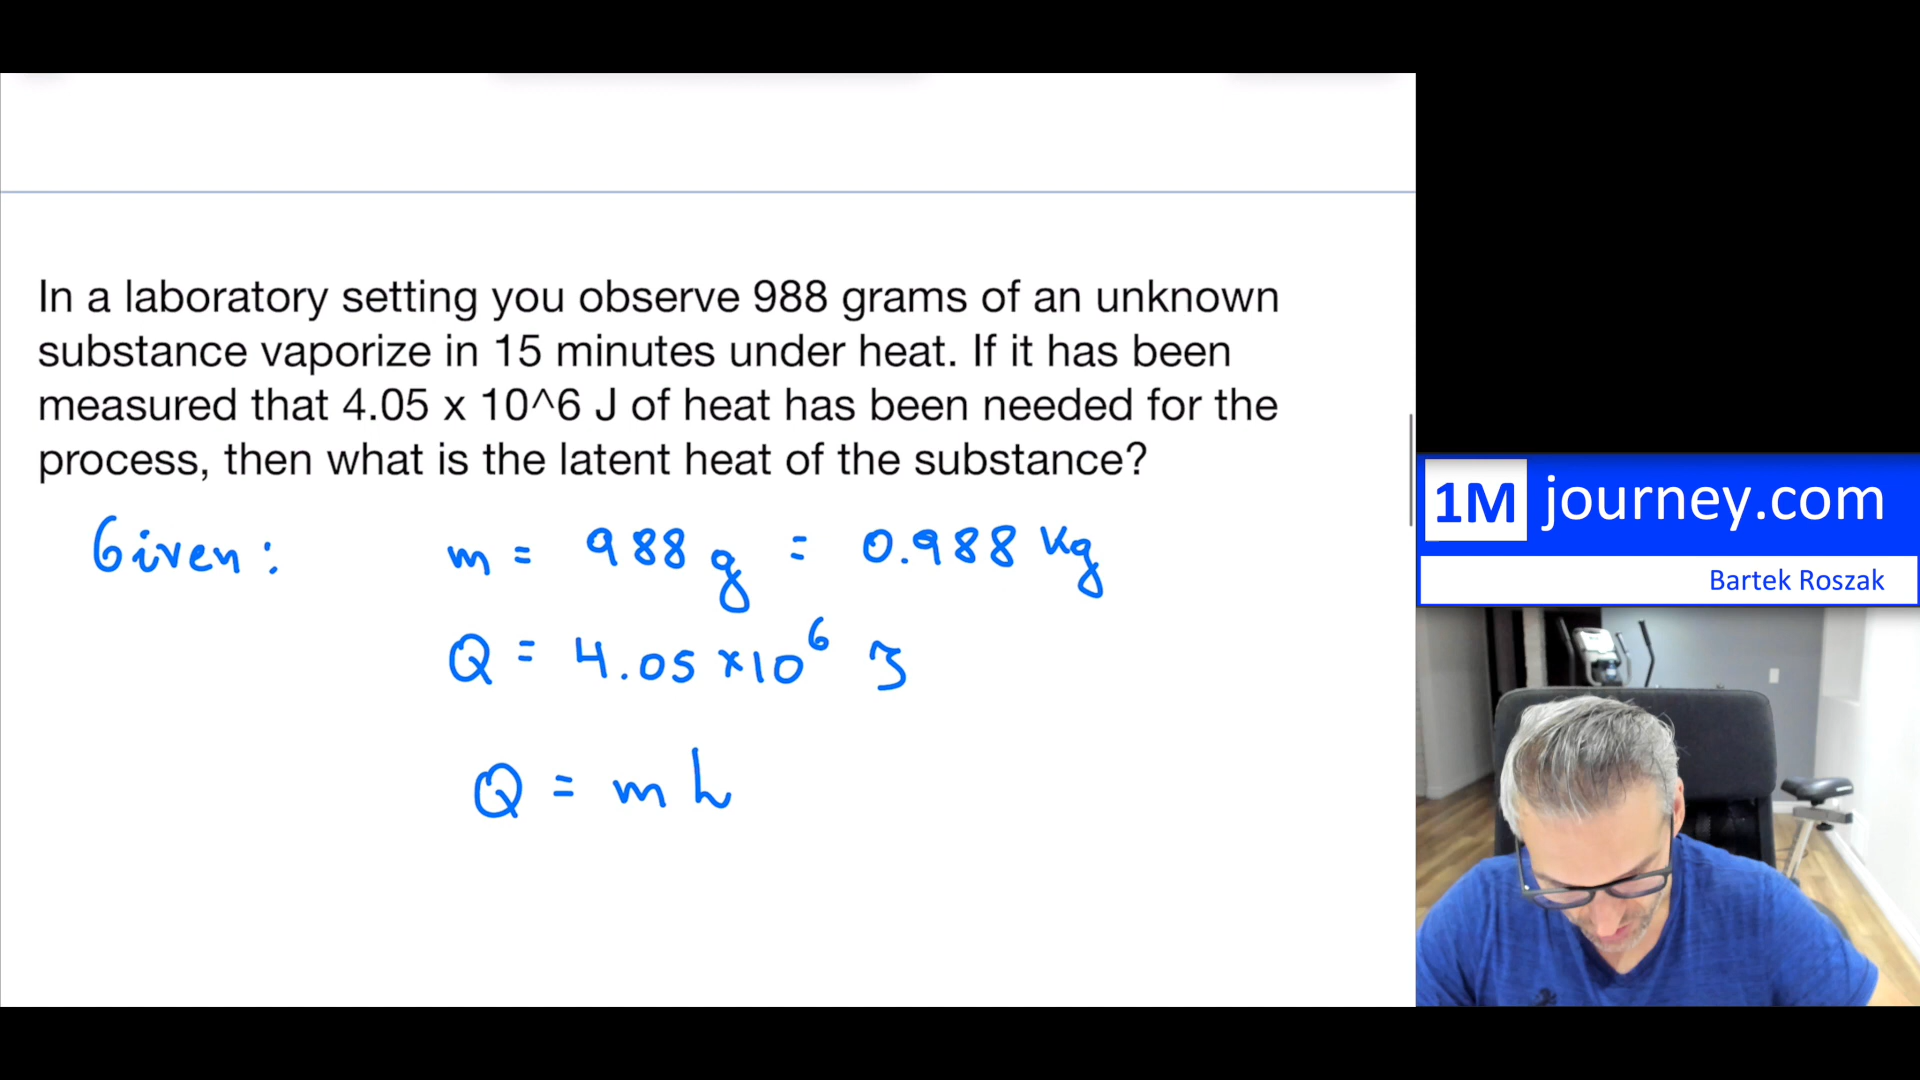 In a laboratory setting you observe 988 grams of an unknown
substance vaporize in 15 minutes under heat. If it has been
measured that 4.05 x 10^6 J of heat has been needed for the
process, then what is the latent heat of the substance?
Given: m = 988 g = 0.988 kg
Q = 4.05 x 10⁶ J
Q = m L
1M journey.com
Bartek Roszak